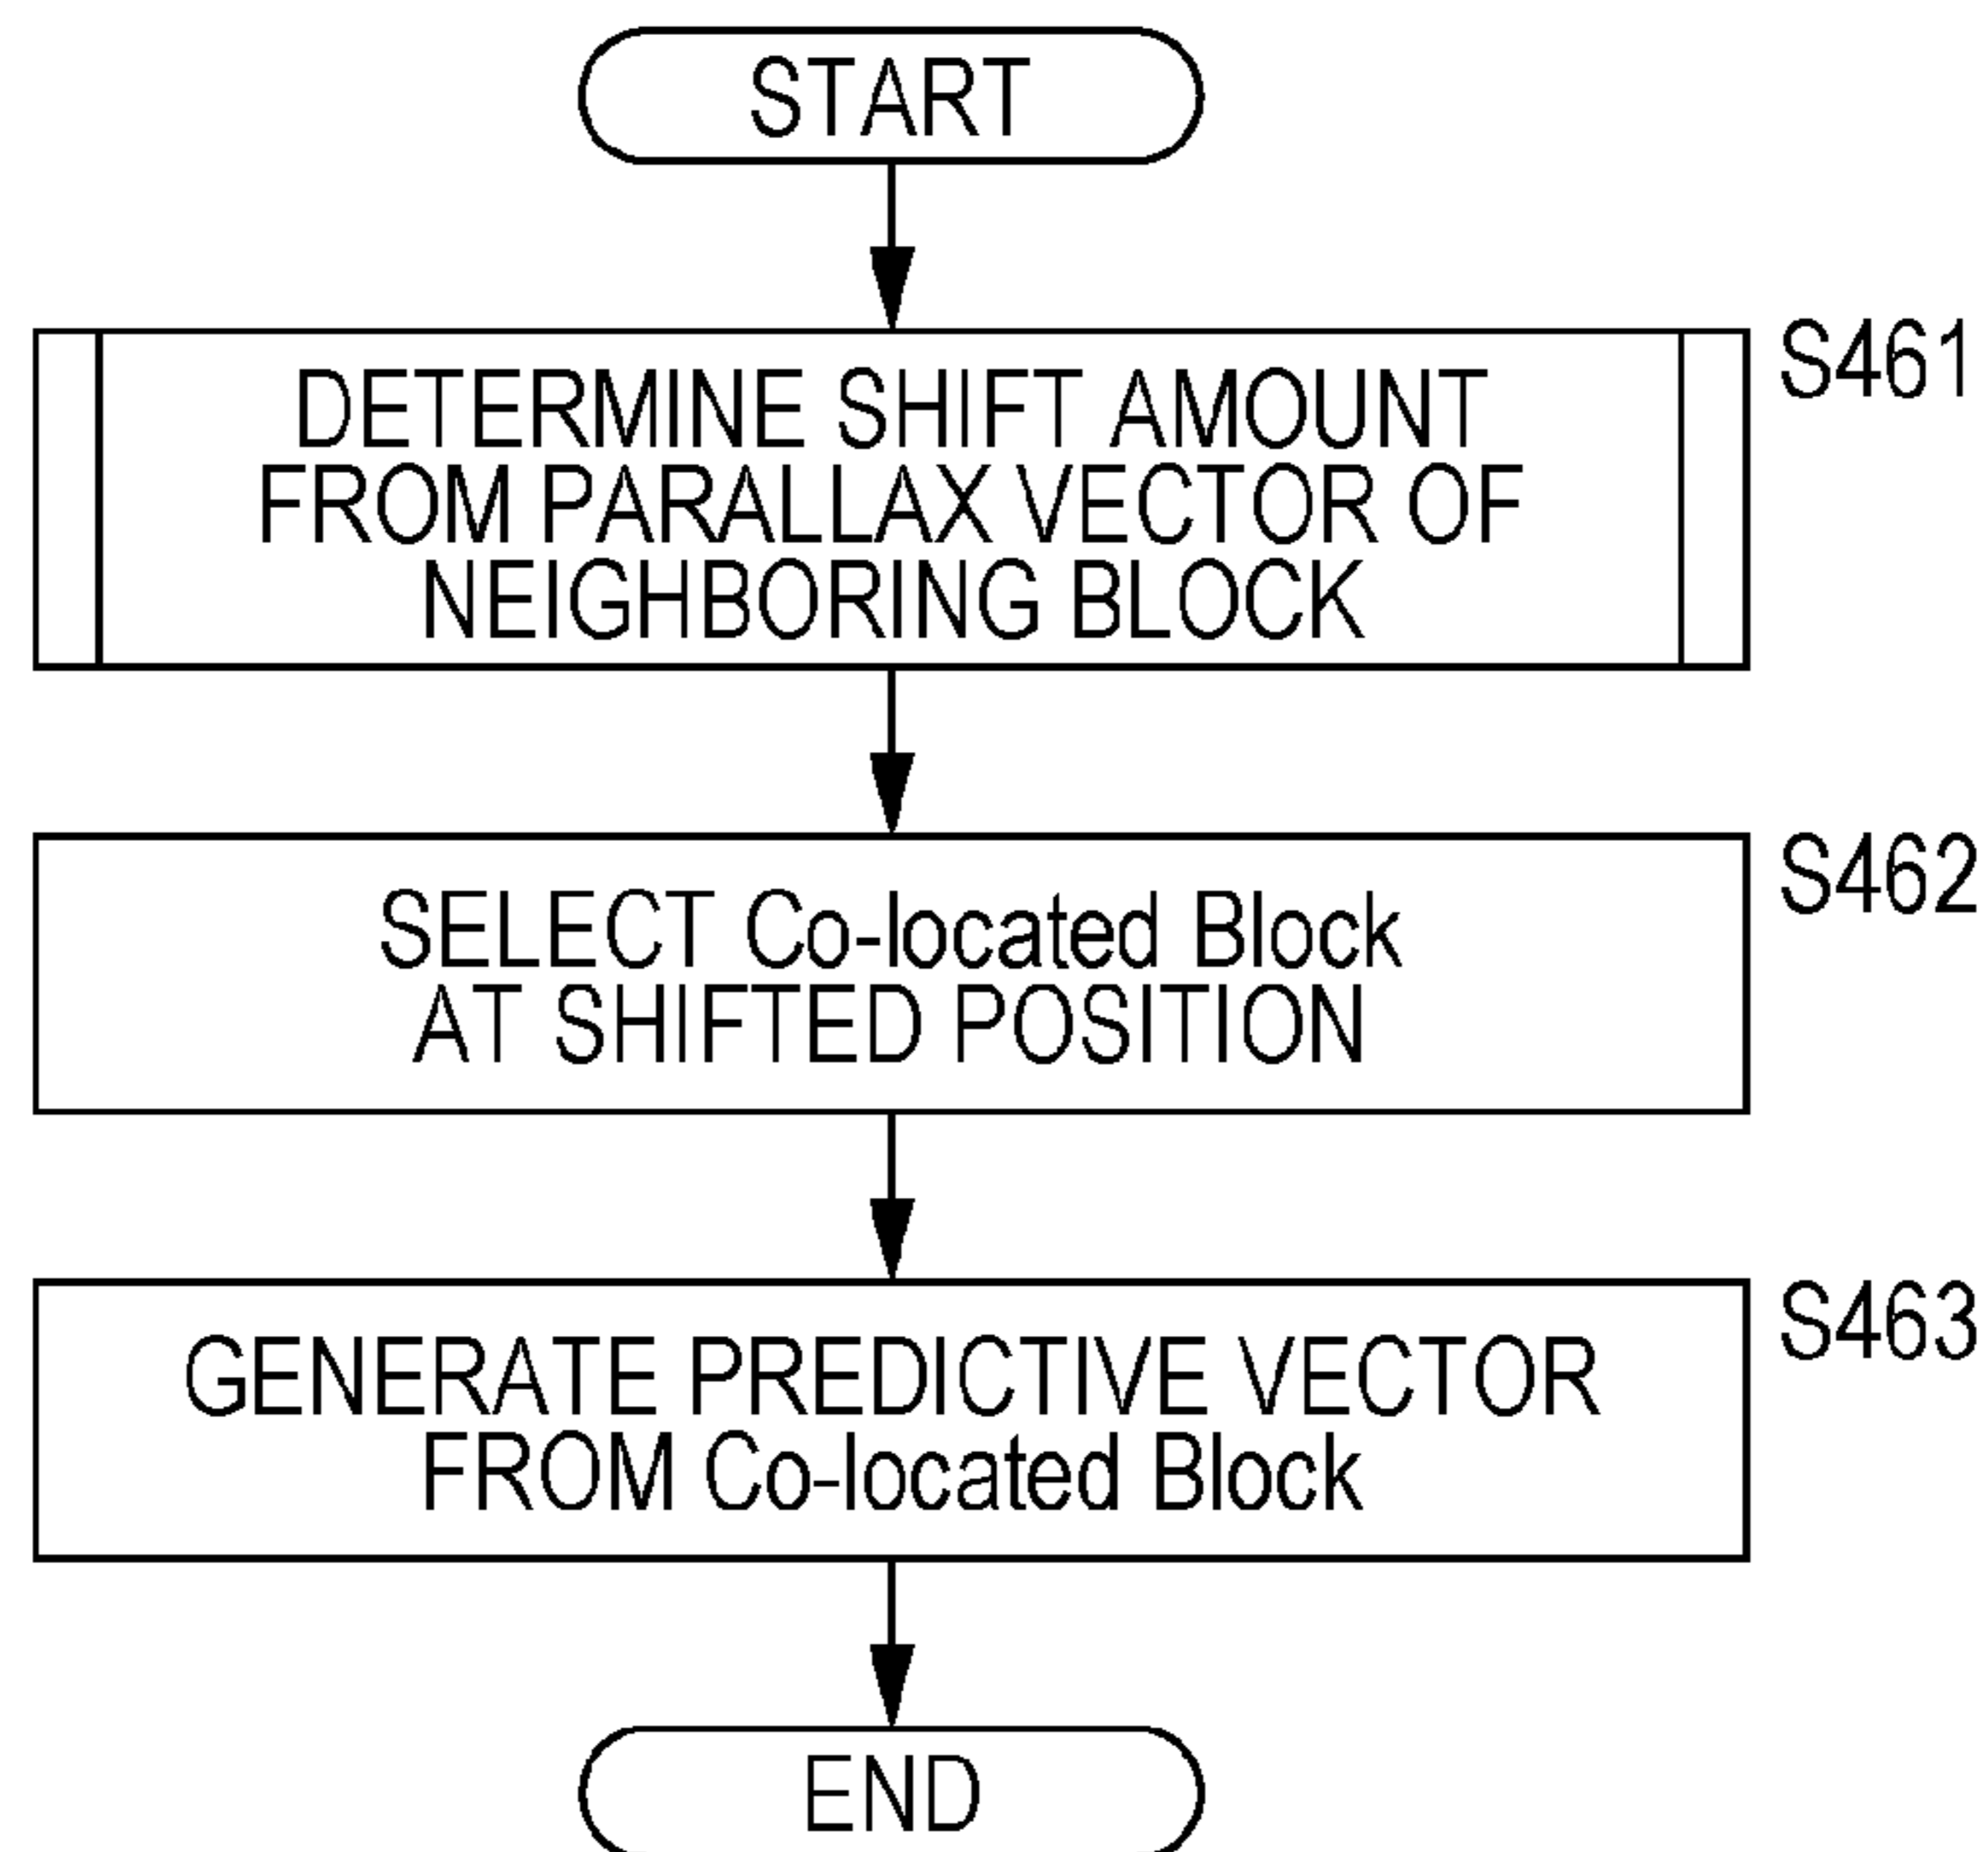 START
S461
DETERMINE SHIFT AMOUNT
FROM PARALLAX VECTOR OF
NEIGHBORING BLOCK
S462
SELECT Co-located Block
AT SHIFTED POSITION
S463
GENERATE PREDICTIVE VECTOR
FROM Co-located Block
END